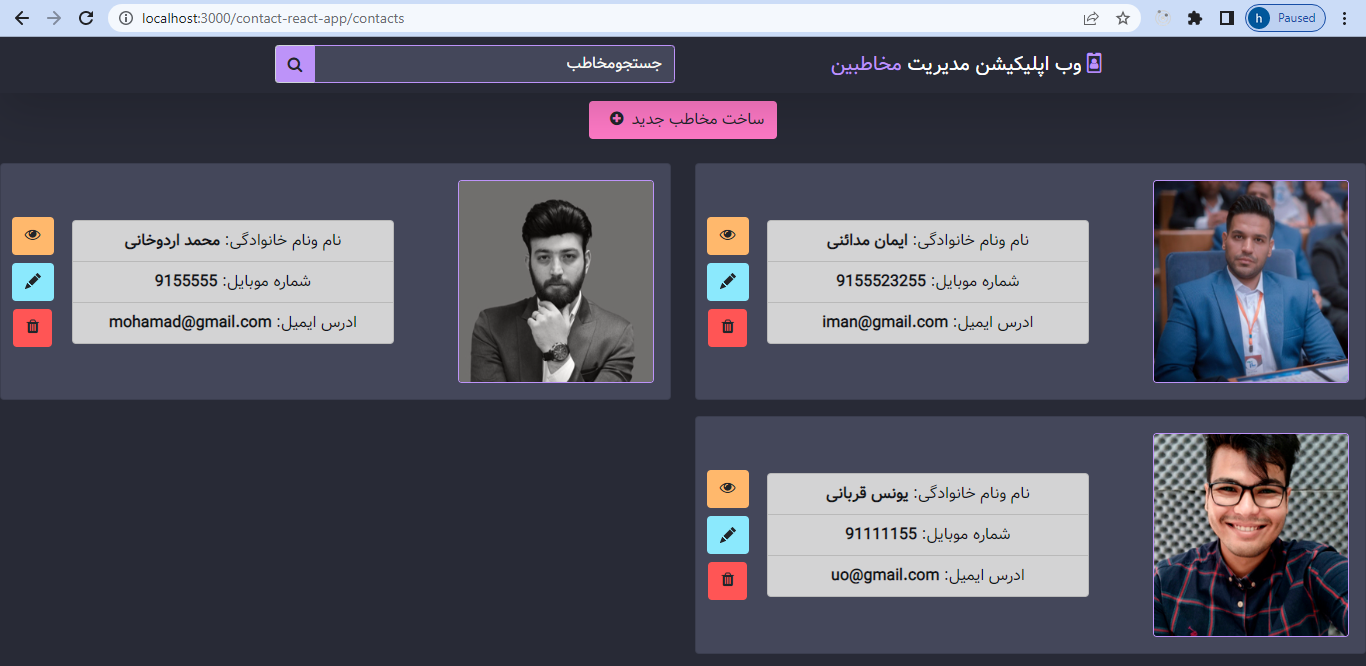 localhost:3000/contact-react-app/contacts
h Paused
وب اپلیکیشن مدیریت مخاطبین
جستجومخاطب
ساخت مخاطب جدید
نام ونام خانوادگی: ایمان مدائنی
شماره موبایل: 9155523255
ادرس ایمیل: iman@gmail.com
نام ونام خانوادگی: محمد اردوخانی
شماره موبایل: 9155555
ادرس ایمیل: mohamad@gmail.com
نام ونام خانوادگی: یونس قربانی
شماره موبایل: 91111155
ادرس ایمیل: uo@gmail.com